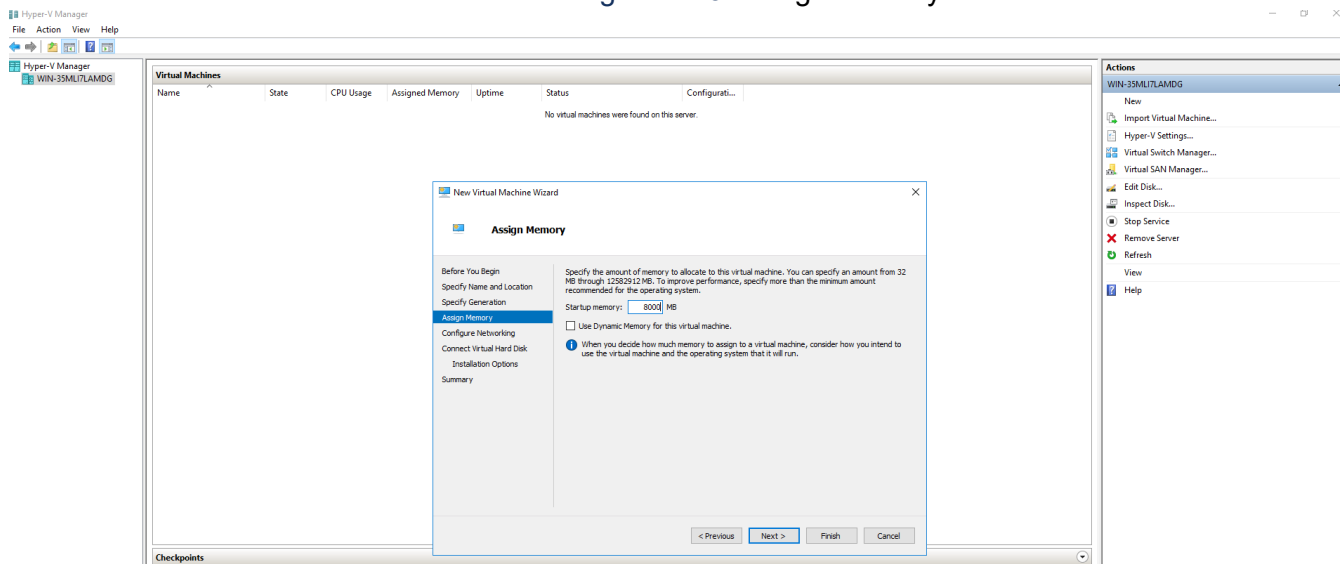 Hyper-V Manager
File Action View Help
Hyper-V Manager
WIN-35MLI7LAMDG
Virtual Machines
Name State CPU Usage Assigned Memory Uptime Status Configurati...
No virtual machines were found on this server.
New Virtual Machine Wizard
Assign Memory
Before You Begin
Specify Name and Location
Specify Generation
Assign Memory
Configure Networking
Connect Virtual Hard Disk
Installation Options
Summary
Specify the amount of memory to allocate to this virtual machine. You can specify an amount from 32
MB through 12582912 MB. To improve performance, specify more than the minimum amount
recommended for the operating system.
Startup memory: 8000 MB
Use Dynamic Memory for this virtual machine.
When you decide how much memory to assign to a virtual machine, consider how you intend to
use the virtual machine and the operating system that it will run.
< Previous Next > Finish Cancel
Checkpoints
Actions
WIN-35MLI7LAMDG
New
Import Virtual Machine...
Hyper-V Settings...
Virtual Switch Manager...
Virtual SAN Manager...
Edit Disk...
Inspect Disk...
Stop Service
Remove Server
Refresh
View
Help